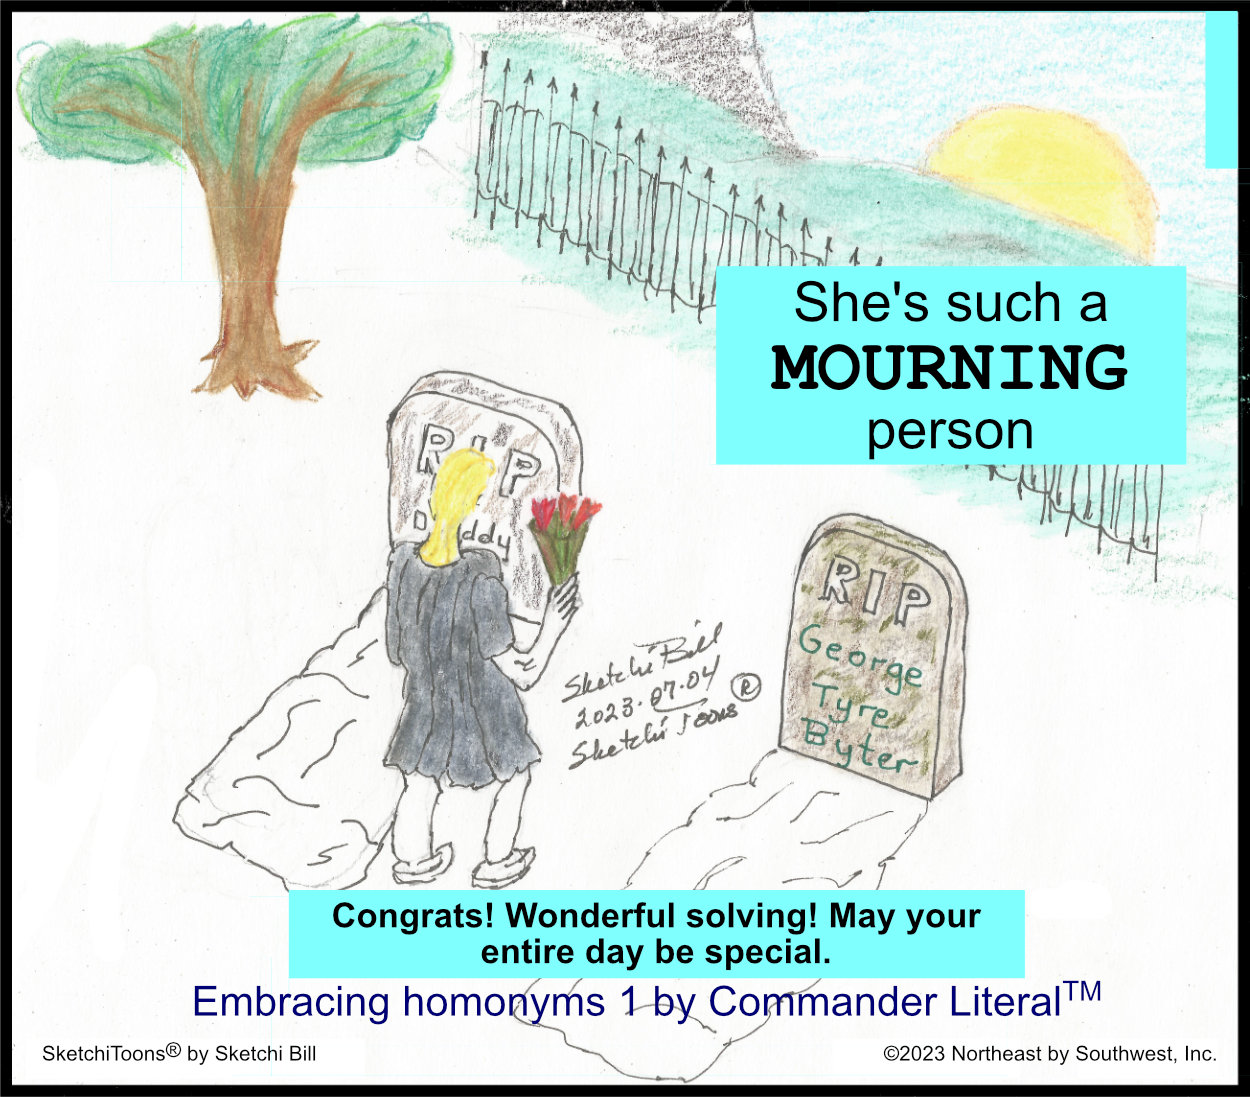 She's such a
MOURNING
person
RIP
Daddy
RIP
George
Tyre
Byter
Sketchi Bill
2023.07.04
Sketchi Toons ®
Congrats! Wonderful solving! May your
entire day be special.
Embracing homonyms 1 by Commander Literal™
SketchiToons® by Sketchi Bill
©2023 Northeast by Southwest, Inc.